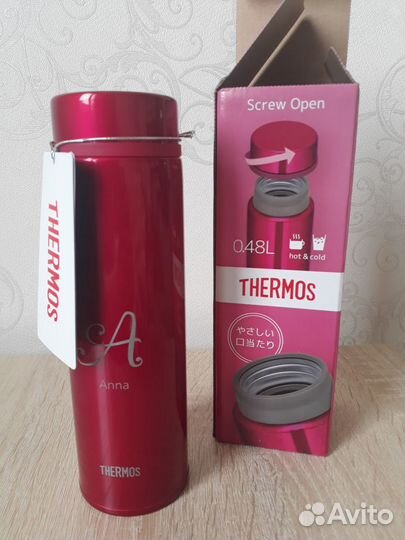 THERMOS
A
Anna
THERMOS
Screw Open
0.48L
hot & cold
THERMOS
やさしい
口当たり
Avito